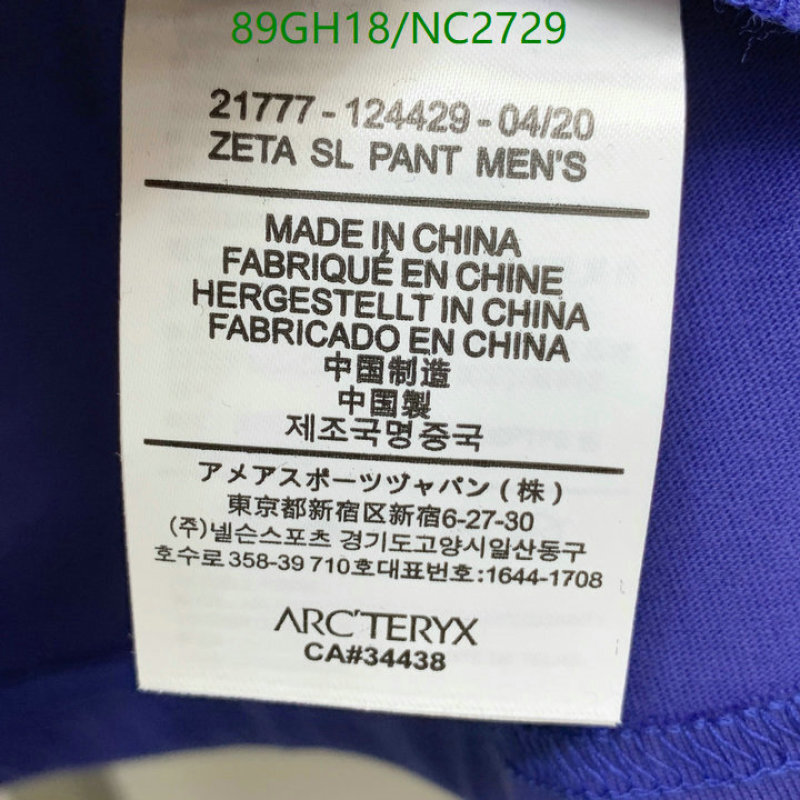 89GH18/NC2729
21777-124429-04/20
ZETA SL PANT MEN'S
MADE IN CHINA
FABRIQUÉ EN CHINE
HERGESTELLT IN CHINA
FABRICADO EN CHINA
中国制造
中国製
제조국명중국
アメアスポーツヅャパン(株)
東京都新宿区新宿6-27-30
(주)넬슨스포츠 경기도고양시일산동구
호수로358-39 710호대표번호:1644-1708
ARC'TERYX
CA#34438